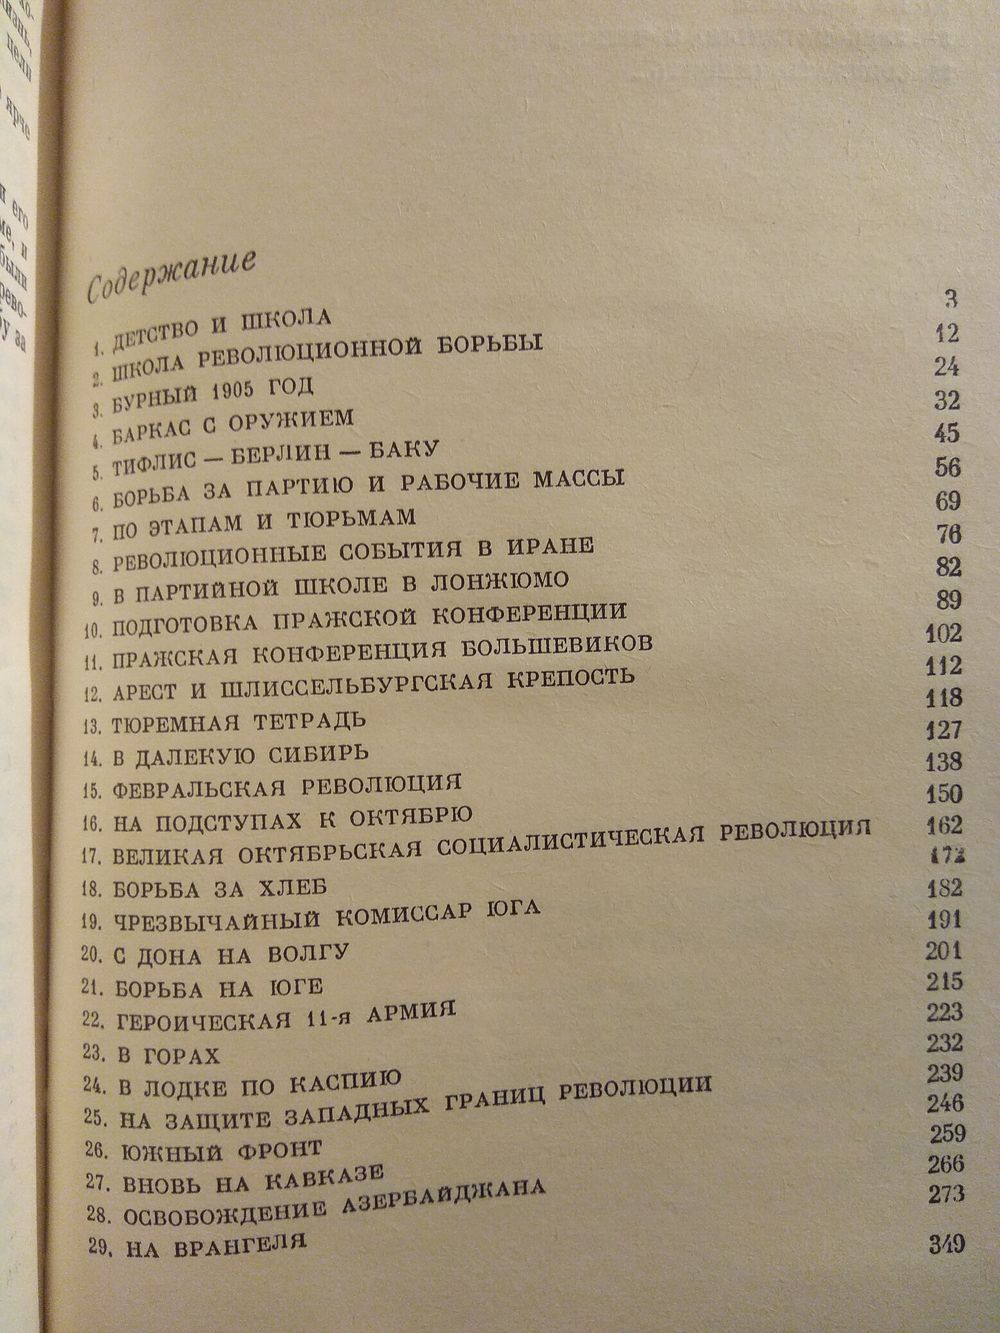 цели
ярче
и его
и
были
рево-
за
Содержание
1. ДЕТСТВО И ШКОЛА 3
2. ШКОЛА РЕВОЛЮЦИОННОЙ БОРЬБЫ 12
3. БУРНЫЙ 1905 ГОД 24
4. БАРКАС С ОРУЖИЕМ 32
5. ТИФЛИС — БЕРЛИН — БАКУ 45
6. БОРЬБА ЗА ПАРТИЮ И РАБОЧИЕ МАССЫ 56
7. ПО ЭТАПАМ И ТЮРЬМАМ 69
8. РЕВОЛЮЦИОННЫЕ СОБЫТИЯ В ИРАНЕ 76
9. В ПАРТИЙНОЙ ШКОЛЕ В ЛОНЖЮМО 82
10. ПОДГОТОВКА ПРАЖСКОЙ КОНФЕРЕНЦИИ 89
11. ПРАЖСКАЯ КОНФЕРЕНЦИЯ БОЛЬШЕВИКОВ 102
12. АРЕСТ И ШЛИССЕЛЬБУРГСКАЯ КРЕПОСТЬ 112
13. ТЮРЕМНАЯ ТЕТРАДЬ 118
14. В ДАЛЕКУЮ СИБИРЬ 127
15. ФЕВРАЛЬСКАЯ РЕВОЛЮЦИЯ 138
16. НА ПОДСТУПАХ К ОКТЯБРЮ 150
17. ВЕЛИКАЯ ОКТЯБРЬСКАЯ СОЦИАЛИСТИЧЕСКАЯ РЕВОЛЮЦИЯ 162
18. БОРЬБА ЗА ХЛЕБ 172
19. ЧРЕЗВЫЧАЙНЫЙ КОМИССАР ЮГА 182
20. С ДОНА НА ВОЛГУ 191
21. БОРЬБА НА ЮГЕ 201
22. ГЕРОИЧЕСКАЯ 11-я АРМИЯ 215
23. В ГОРАХ 223
24. В ЛОДКЕ ПО КАСПИЮ 232
25. НА ЗАЩИТЕ ЗАПАДНЫХ ГРАНИЦ РЕВОЛЮЦИИ 239
26. ЮЖНЫЙ ФРОНТ 246
27. ВНОВЬ НА КАВКАЗЕ 259
28. ОСВОБОЖДЕНИЕ АЗЕРБАЙДЖАНА 266
29. НА ВРАНГЕЛЯ 273
349